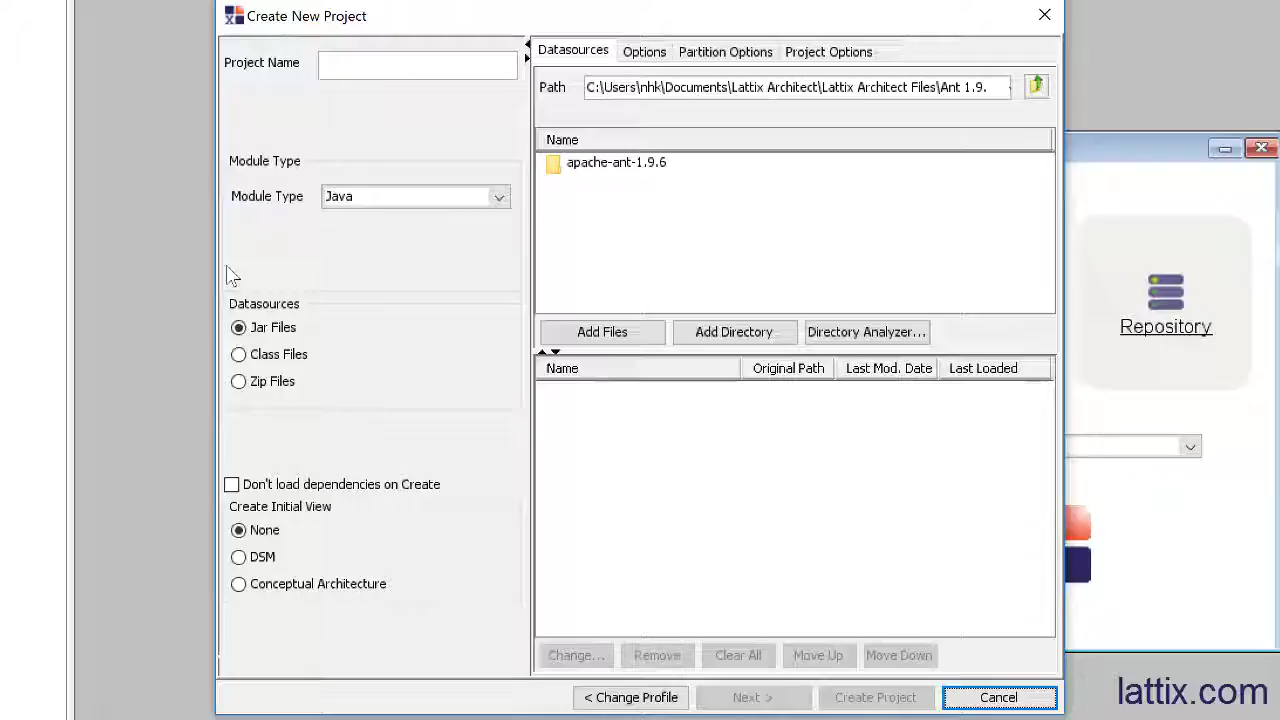 Create New Project
Project Name
Module Type
Module Type
Java
Datasources
Jar Files
Class Files
Zip Files
Don't load dependencies on Create
Create Initial View
None
DSM
Conceptual Architecture
Datasources
Options
Partition Options
Project Options
Path
C:\Users\nhk\Documents\Lattix Architect\Lattix Architect Files\Ant 1.9.
Name
apache-ant-1.9.6
Add Files
Add Directory
Directory Analyzer...
Name
Original Path
Last Mod. Date
Last Loaded
Change...
Remove
Clear All
Move Up
Move Down
< Change Profile
Next >
Create Project
Cancel
Repository
lattix.com